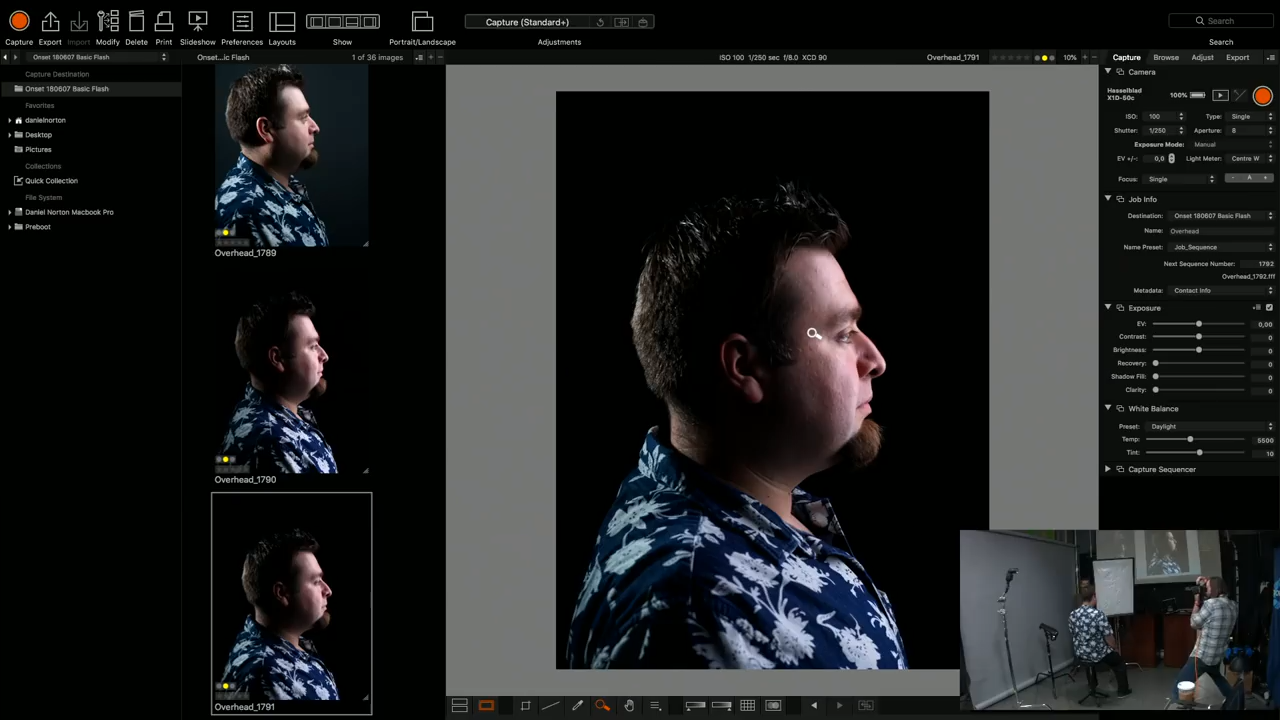 Capture Export Import Modify Delete Print Slideshow Preferences Layouts Show Portrait/Landscape
Capture (Standard+)
Adjustments
Search
Search
Onset 180607 Basic Flash
Capture Destination
Onset 180607 Basic Flash
Favorites
danielnorton
Desktop
Pictures
Collections
Quick Collection
File System
Daniel Norton Macbook Pro
Preboot
Onset...ic Flash 1 of 36 images
Overhead_1789
Overhead_1790
Overhead_1791
ISO 100 1/250 sec f/8.0 XCD 90 Overhead_1791 10%
Capture Browse Adjust Export
Camera
Hasselblad
X1D-50c
100%
ISO: 100 Type: Single
Shutter: 1/250 Aperture: 8
Exposure Mode: Manual
EV +/-: 0,0 Light Meter: Centre W
Focus: Single - A +
Job Info
Destination: Onset 180607 Basic Flash
Name: Overhead
Name Preset: Job_Sequence
Next Sequence Number: 1792
Overhead_1792.fff
Metadata: Contact Info
Exposure
EV: 0,00
Contrast: 0
Brightness: 0
Recovery: 0
Shadow Fill: 0
Clarity: 0
White Balance
Preset: Daylight
Temp: 5500
Tint: 10
Capture Sequencer